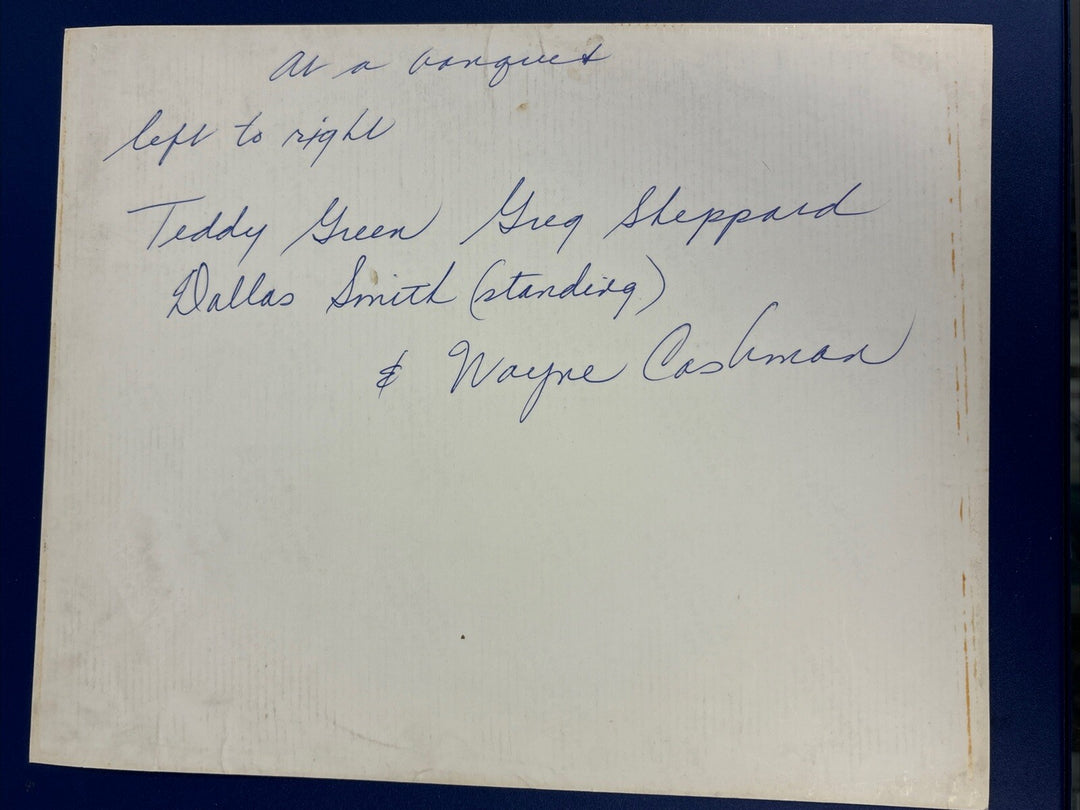 At a banquet
left to right
Teddy Green Greg Sheppard
Dallas Smith (standing)
& Wayne Cashman